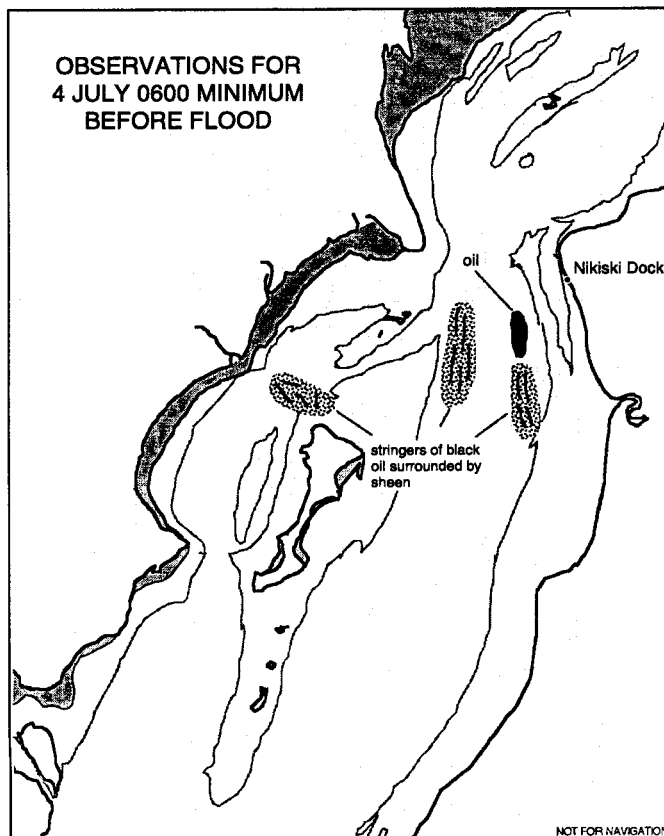 OBSERVATIONS FOR
4 JULY 0600 MINIMUM
BEFORE FLOOD
oil
Nikiski Dock
stringers of black
oil surrounded by
sheen
NOT FOR NAVIGATION